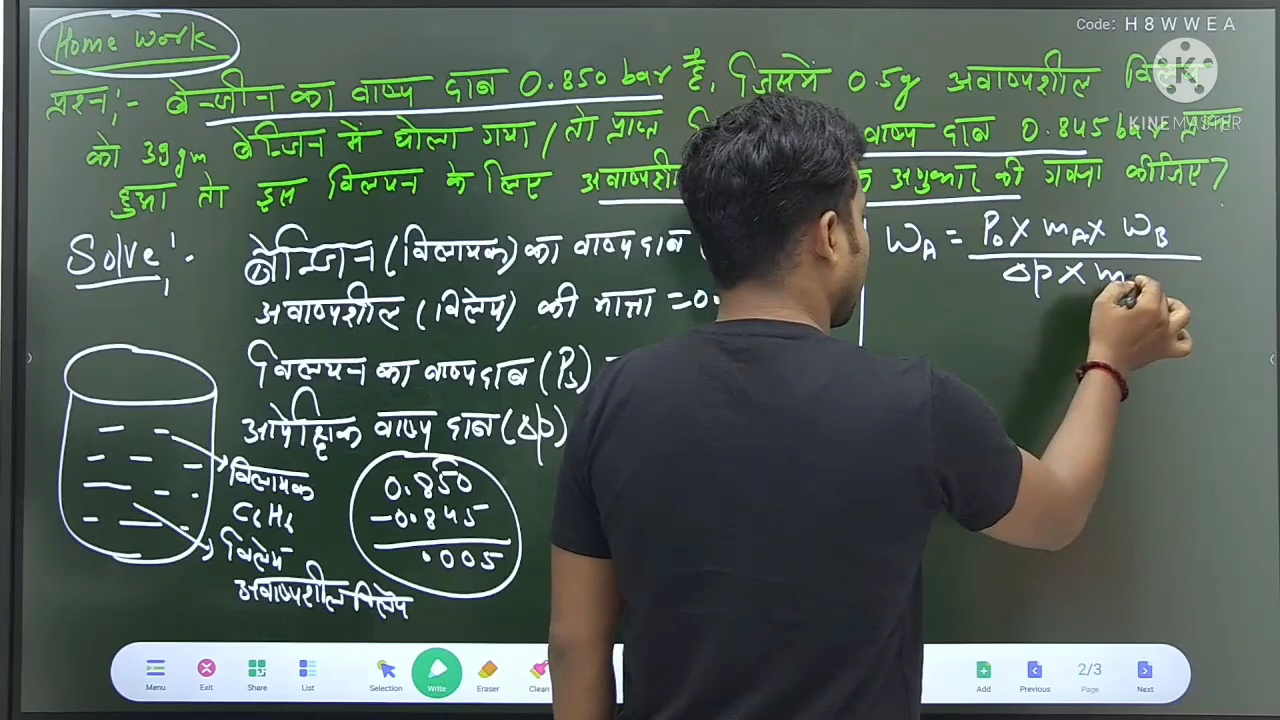 Code: H8WWEA
Home work
प्रश्न:- बेन्जीन का वाष्प दाब 0.850 bar है, जिसमें 0.5g अवाष्पशील विलेय
KINEMASTER
को 39 gm बेन्जिन में घोला गया / तो प्राप्त वाष्प दाब 0.845 bar प्राप्त
हुआ तो इस विलयन के लिए अणुभार की गणना कीजिए?
Solve:- बेन्जिन (विलायक) का वाष्प दाब
अवाष्पशील (विलेय) की मात्रा = 0.
विलयन का वाष्पदाब (Ps)
आपेक्षिक वाष्प दाब (Δp)
विलायक
C6H6
विलेय
अवाष्पशील विलेय
0.850
-0.845
.005
WA = P0 x mA x WB
Δp x m
Menu Exit Share List Selection Write Eraser Clean Add Previous 2/3 Page Next